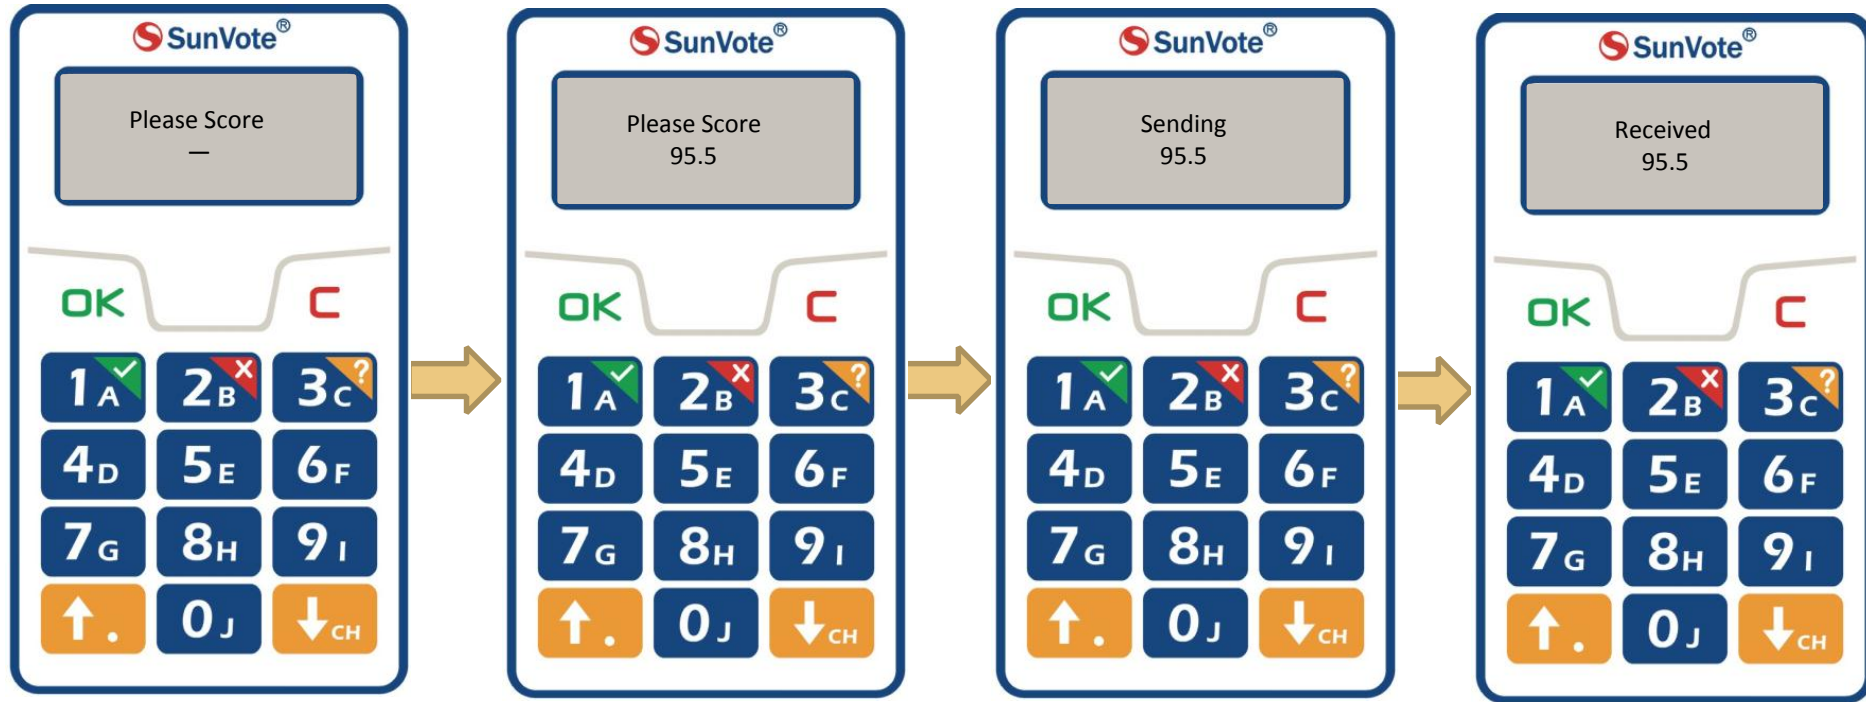 SunVote®
Please Score
—
OK C
1A 2B 3C ?
4D 5E 6F
7G 8H 9I
. 0J CH
SunVote®
Please Score
95.5
OK C
1A 2B 3C ?
4D 5E 6F
7G 8H 9I
. 0J CH
SunVote®
Sending
95.5
OK C
1A 2B 3C ?
4D 5E 6F
7G 8H 9I
. 0J CH
SunVote®
Received
95.5
OK C
1A 2B 3C ?
4D 5E 6F
7G 8H 9I
. 0J CH